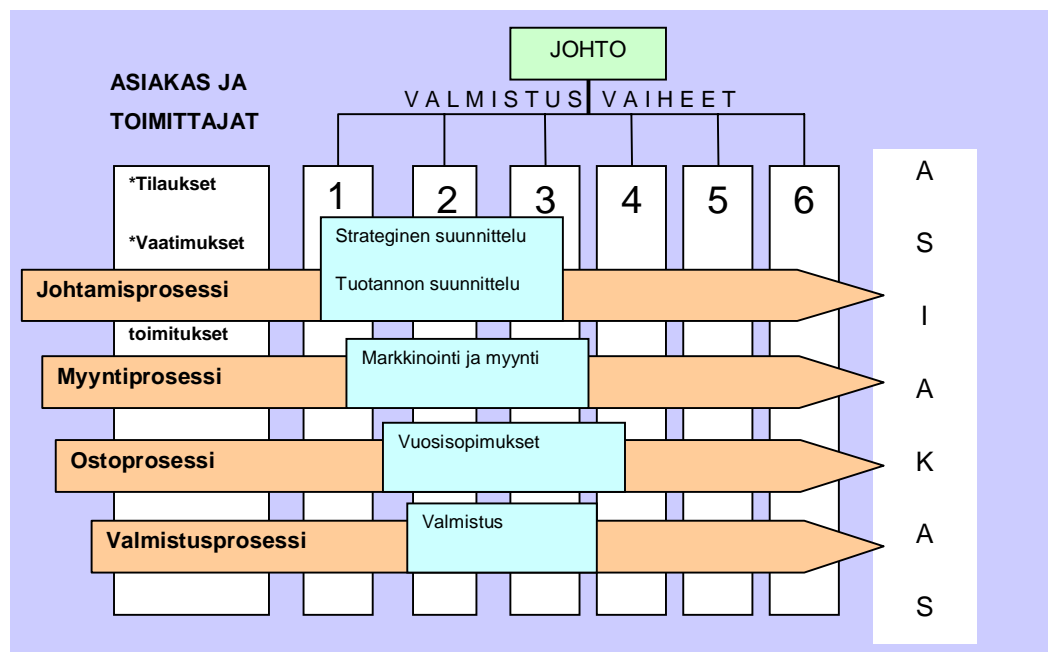 JOHTO
ASIAKAS JA
TOIMITTAJAT
VALMISTUS VAIHEET
*Tilaukset
*Vaatimukset
toimitukset
1
2
3
4
5
6
Strateginen suunnittelu
Tuotannon suunnittelu
Johtamisprosessi
Markkinointi ja myynti
Myyntiprosessi
Vuosisopimukset
Ostoprosessi
Valmistus
Valmistusprosessi
A
S
I
A
K
A
S